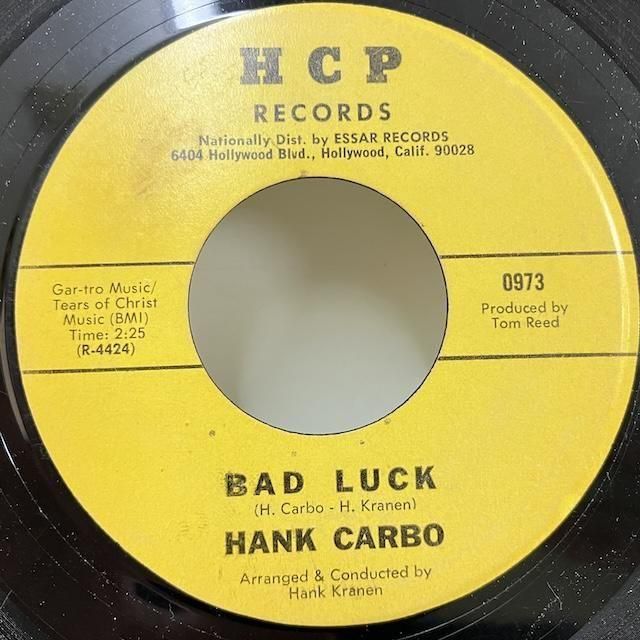 HCP
RECORDS
Nationally Dist. by ESSAR RECORDS
6404 Hollywood Blvd., Hollywood, Calif. 90028
Gar-tro Music/
Tears of Christ
Music (BMI)
Time: 2:25
(R-4424)
0973
Produced by
Tom Reed
BAD LUCK
(H. Carbo - H. Kranen)
HANK CARBO
Arranged & Conducted by
Hank Kranen